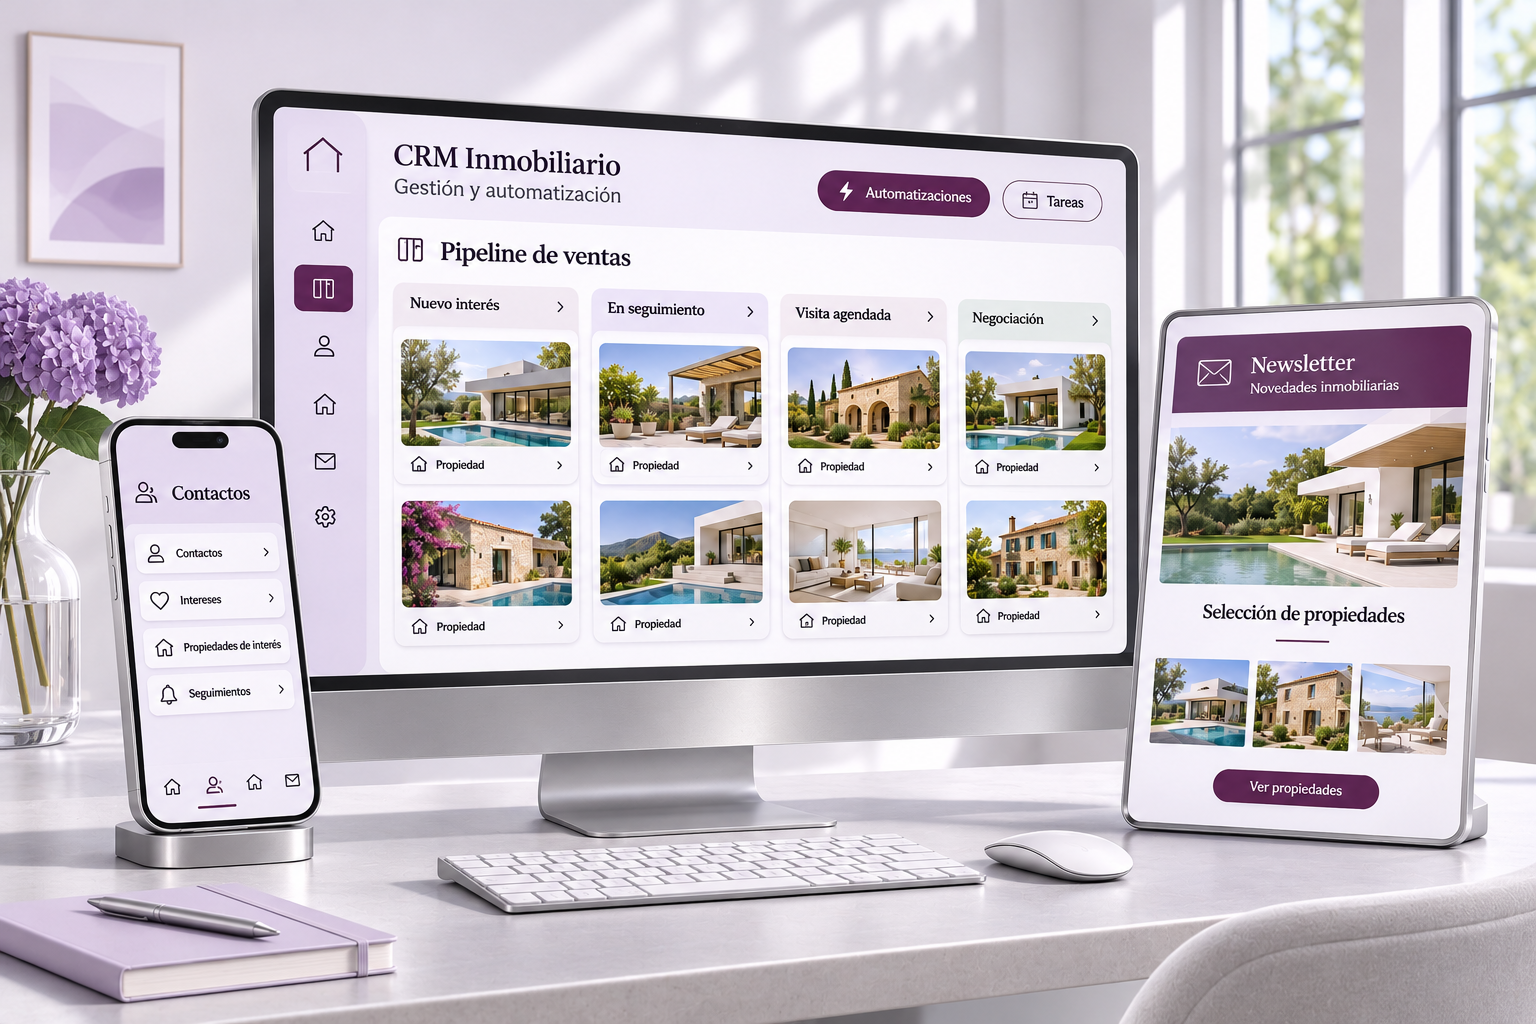 CRM Inmobiliario
Gestión y automatización
Automatizaciones
Tareas
Pipeline de ventas
Nuevo interés
En seguimiento
Visita agendada
Negociación
Propiedad
Propiedad
Propiedad
Propiedad
Propiedad
Propiedad
Propiedad
Propiedad
Contactos
Contactos
Intereses
Propiedades de interés
Seguimientos
Newsletter
Novedades inmobiliarias
Selección de propiedades
Ver propiedades